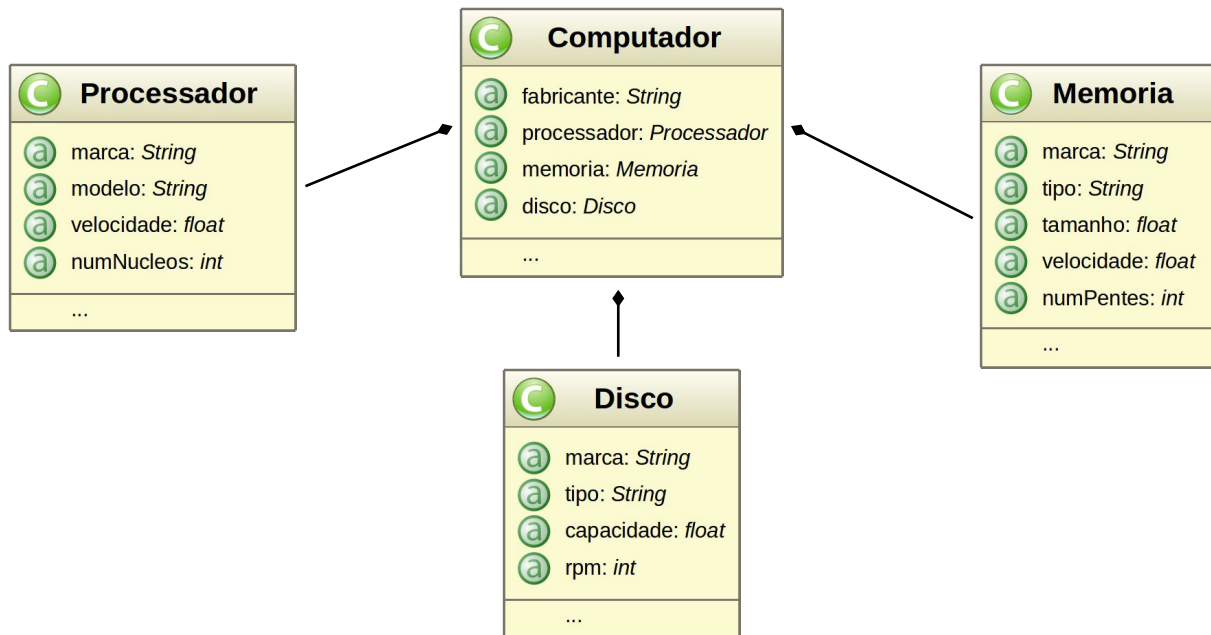 Computador
fabricante: String
processador: Processador
memoria: Memoria
disco: Disco
...
Processador
marca: String
modelo: String
velocidade: float
numNucleos: int
...
Memoria
marca: String
tipo: String
tamanho: float
velocidade: float
numPentes: int
...
Disco
marca: String
tipo: String
capacidade: float
rpm: int
...